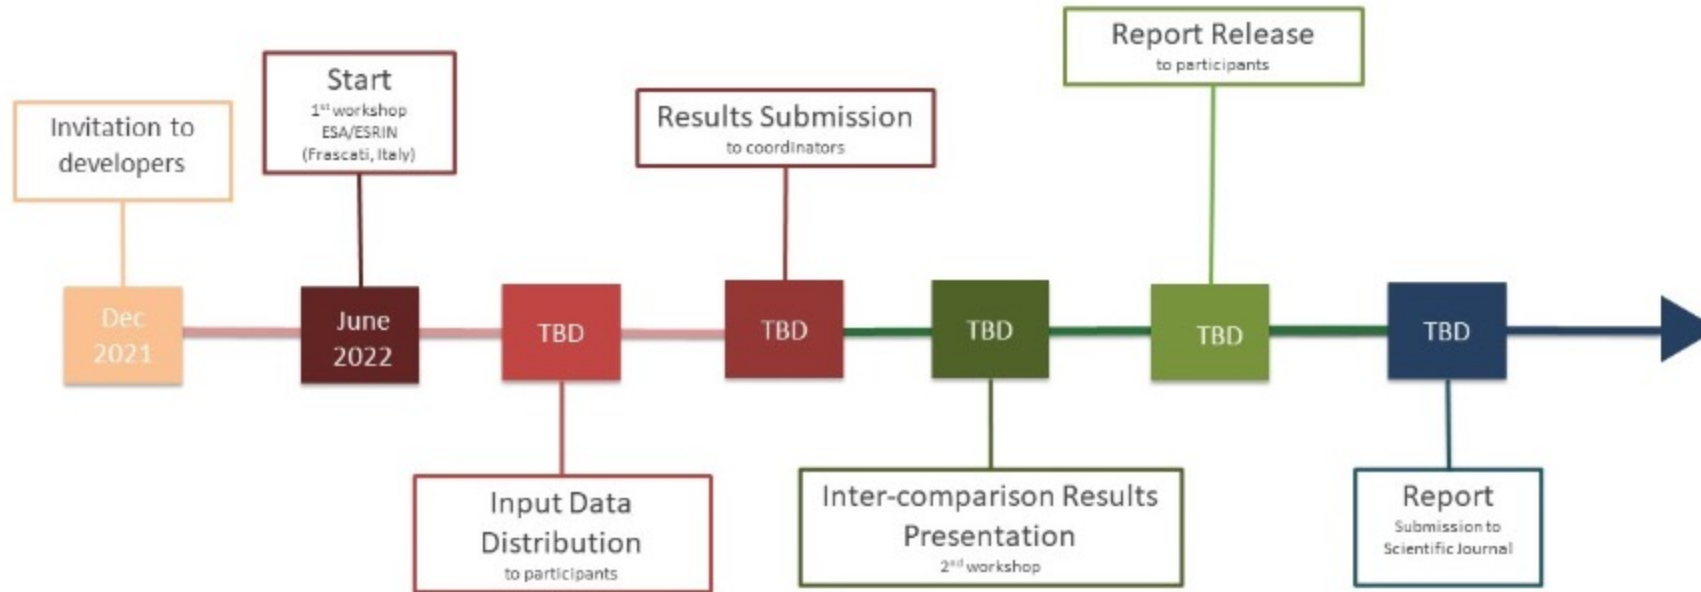 Invitation to
developers
Start
1st workshop
ESA/ESRIN
(Frascati, Italy)
Results Submission
to coordinators
Report Release
to participants
Dec
2021
June
2022
TBD
TBD
TBD
TBD
TBD
Input Data
Distribution
to participants
Inter-comparison Results
Presentation
2nd workshop
Report
Submission to
Scientific Journal